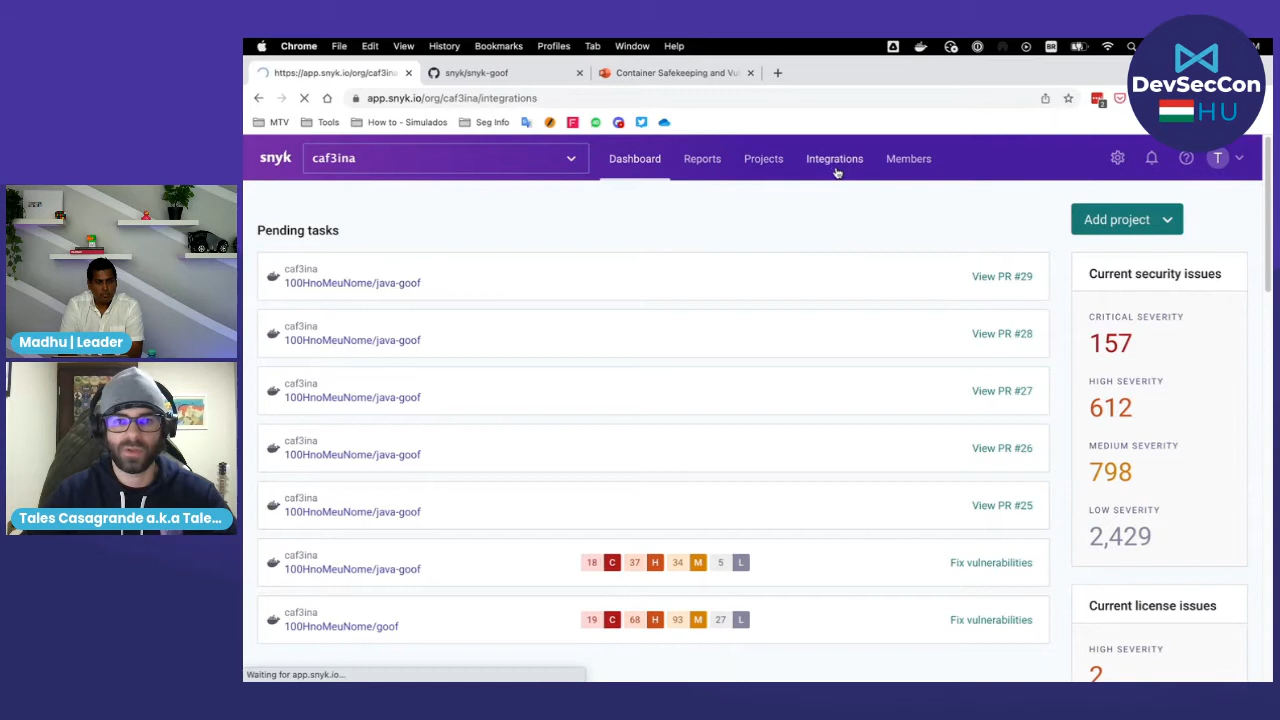 Chrome File Edit View History Bookmarks Profiles Tab Window Help
BR
DevSecCon
HU
https://app.snyk.io/org/caf3ina
snyk/snyk-goof
Container Safekeeping and Vul
app.snyk.io/org/caf3ina/integrations
MTV Tools How to - Simulados Seg Info
snyk caf3ina Dashboard Reports Projects Integrations Members T
Pending tasks
Add project
caf3ina
100HnoMeuNome/java-goof
View PR #29
caf3ina
100HnoMeuNome/java-goof
View PR #28
caf3ina
100HnoMeuNome/java-goof
View PR #27
caf3ina
100HnoMeuNome/java-goof
View PR #26
caf3ina
100HnoMeuNome/java-goof
View PR #25
caf3ina
100HnoMeuNome/java-goof
18 C 37 H 34 M 5 L
Fix vulnerabilities
caf3ina
100HnoMeuNome/goof
19 C 68 H 93 M 27 L
Fix vulnerabilities
Current security issues
CRITICAL SEVERITY
157
HIGH SEVERITY
612
MEDIUM SEVERITY
798
LOW SEVERITY
2,429
Current license issues
HIGH SEVERITY
2
Waiting for app.snyk.io...
Madhu | Leader
Tales Casagrande a.k.a Tale...